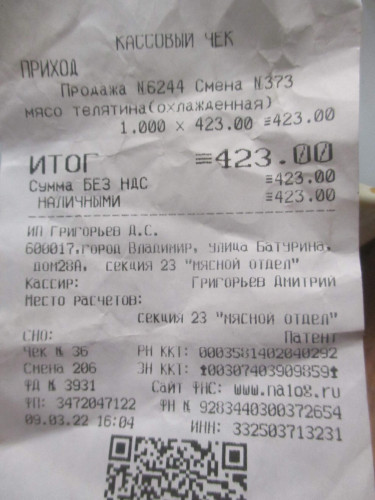 КАССОВЫЙ ЧЕК
ПРИХОД
Продажа №6244 Смена №373
мясо телятина(охлажденная)
1.000 × 423.00 ≡423.00
ИТОГ ≡423.00
Сумма БЕЗ НДС ≡423.00
НАЛИЧНЫМИ ≡423.00
ИП Григорьев Д.С.
600017,город Владимир, улица Батурина,
дом28А, секция 23 "мясной отдел"
Кассир: Григорьев Дмитрий
Место расчетов:
секция 23 "мясной отдел"
СНО: Патент
Чек № 36 РН ККТ: 0003581402040292
Смена 206 ЗН ККТ: 00307403909859
ФД № 3931 Сайт ФНС: www.nalog.ru
ФП: 3472047122 ФН № 9283440300372654
09.03.22 16:04 ИНН: 332503713231